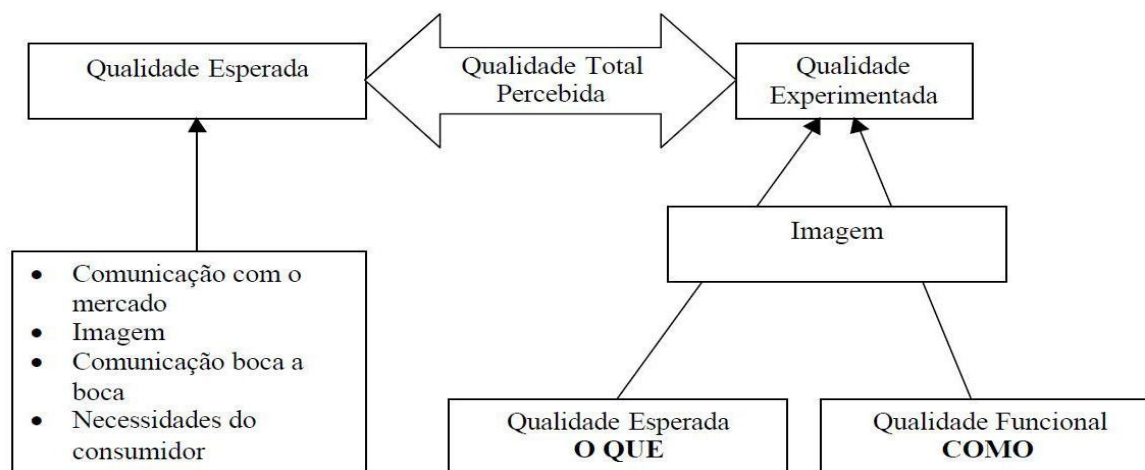 Qualidade Esperada
Qualidade Total
Percebida
Qualidade
Experimentada
Imagem
• Comunicação com o
mercado
• Imagem
• Comunicação boca a
boca
• Necessidades do
consumidor
Qualidade Esperada
O QUE
Qualidade Funcional
COMO